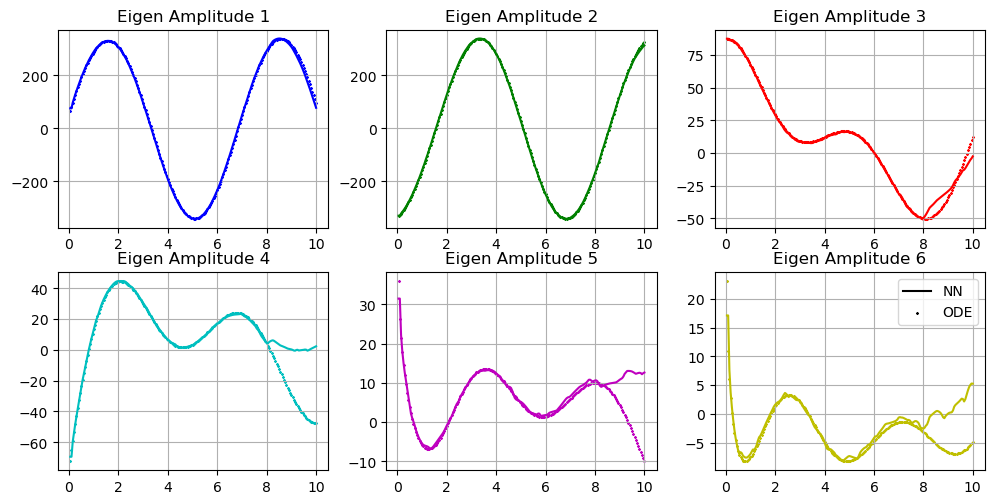 Eigen Amplitude 1
Eigen Amplitude 2
Eigen Amplitude 3
200
0
−200
0 2 4 6 8 10
200
0
−200
0 2 4 6 8 10
75
50
25
0
−25
−50
0 2 4 6 8 10
Eigen Amplitude 4
Eigen Amplitude 5
Eigen Amplitude 6
40
20
0
−20
−40
−60
0 2 4 6 8 10
30
20
10
0
−10
0 2 4 6 8 10
20
15
10
5
0
−5
0 2 4 6 8 10
NN
ODE